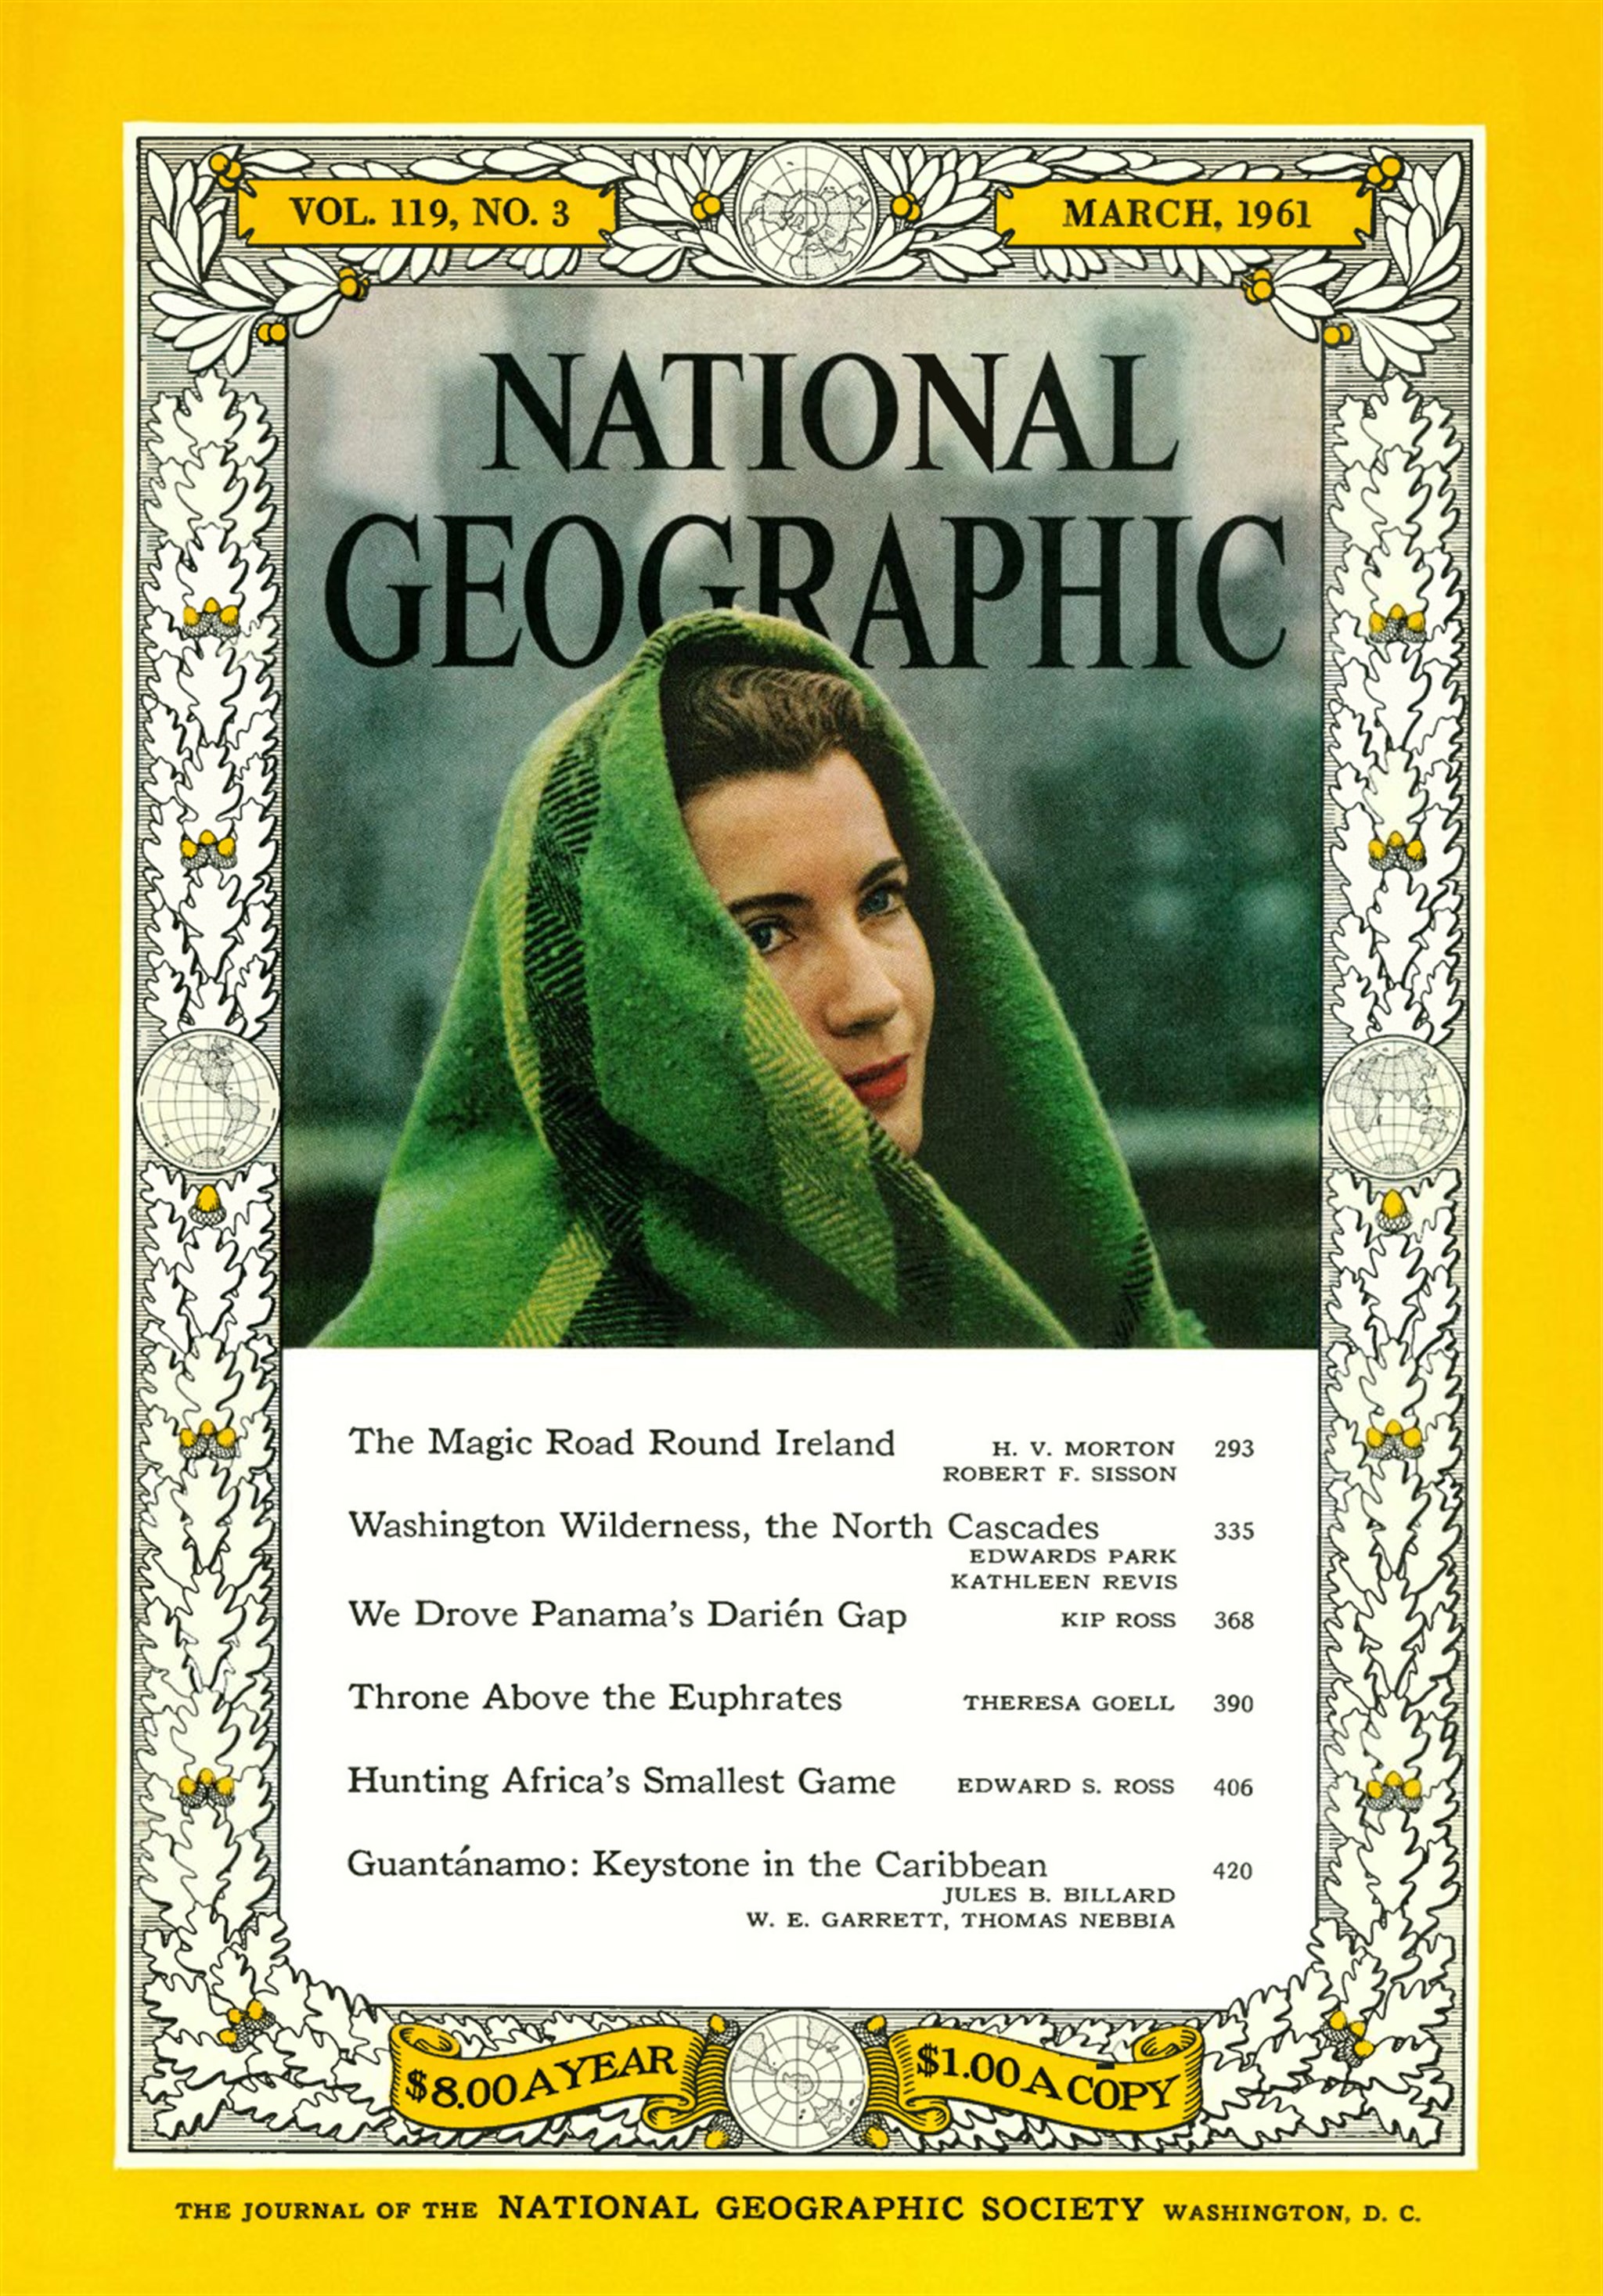 VOL. 119, NO. 3
MARCH, 1961
NATIONAL
GEOGRAPHIC
The Magic Road Round Ireland H. V. MORTON 293
ROBERT F. SISSON
Washington Wilderness, the North Cascades 335
EDWARDS PARK
KATHLEEN REVIS
We Drove Panama's Darién Gap KIP ROSS 368
Throne Above the Euphrates THERESA GOELL 390
Hunting Africa's Smallest Game EDWARD S. ROSS 406
Guantánamo: Keystone in the Caribbean 420
JULES B. BILLARD
W. E. GARRETT, THOMAS NEBBIA
$8.00 A YEAR
$1.00 A COPY
THE JOURNAL OF THE NATIONAL GEOGRAPHIC SOCIETY WASHINGTON, D. C.